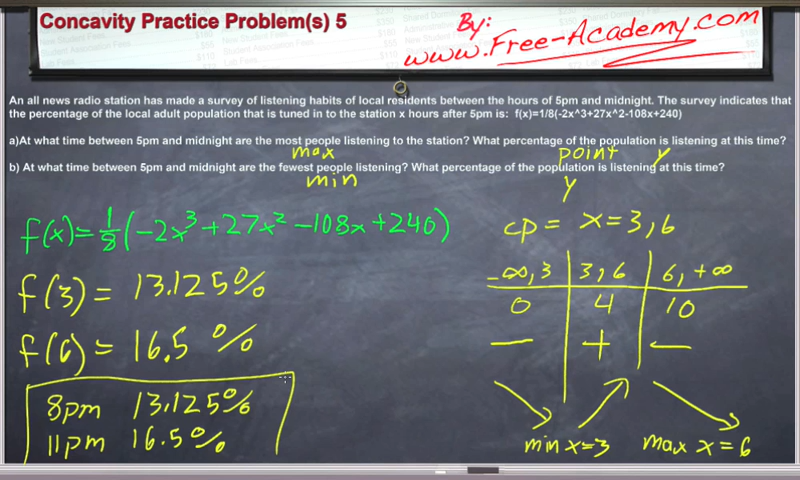 Concavity Practice Problem(s) 5
By:
www.Free-Academy.com
An all news radio station has made a survey of listening habits of local residents between the hours of 5pm and midnight. The survey indicates that
the percentage of the local adult population that is tuned in to the station x hours after 5pm is: f(x)=1/8(-2x^3+27x^2-108x+240)
a)At what time between 5pm and midnight are the most people listening to the station? What percentage of the population is listening at this time?
max point y
b) At what time between 5pm and midnight are the fewest people listening? What percentage of the population is listening at this time?
min y
f(x)=1/8(-2x³+27x²-108x+240)
cp= x=3,6
f(3)= 13.125%
f(6)= 16.5 %
8pm 13.125%
11pm 16.5%
-∞,3 3,6 6,+∞
0 4 10
- + -
min x=3 max x=6